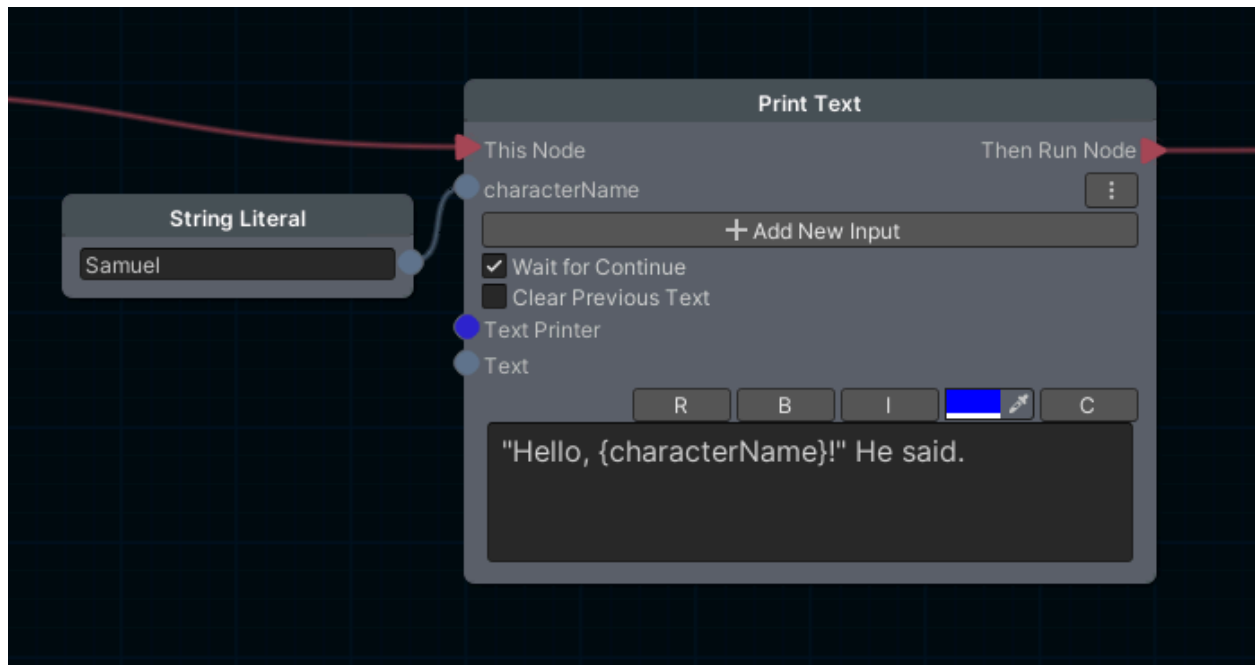 Print Text
This Node
Then Run Node
characterName
String Literal
+ Add New Input
Samuel
Wait for Continue
Clear Previous Text
Text Printer
Text
R B I C
"Hello, {characterName}!" He said.